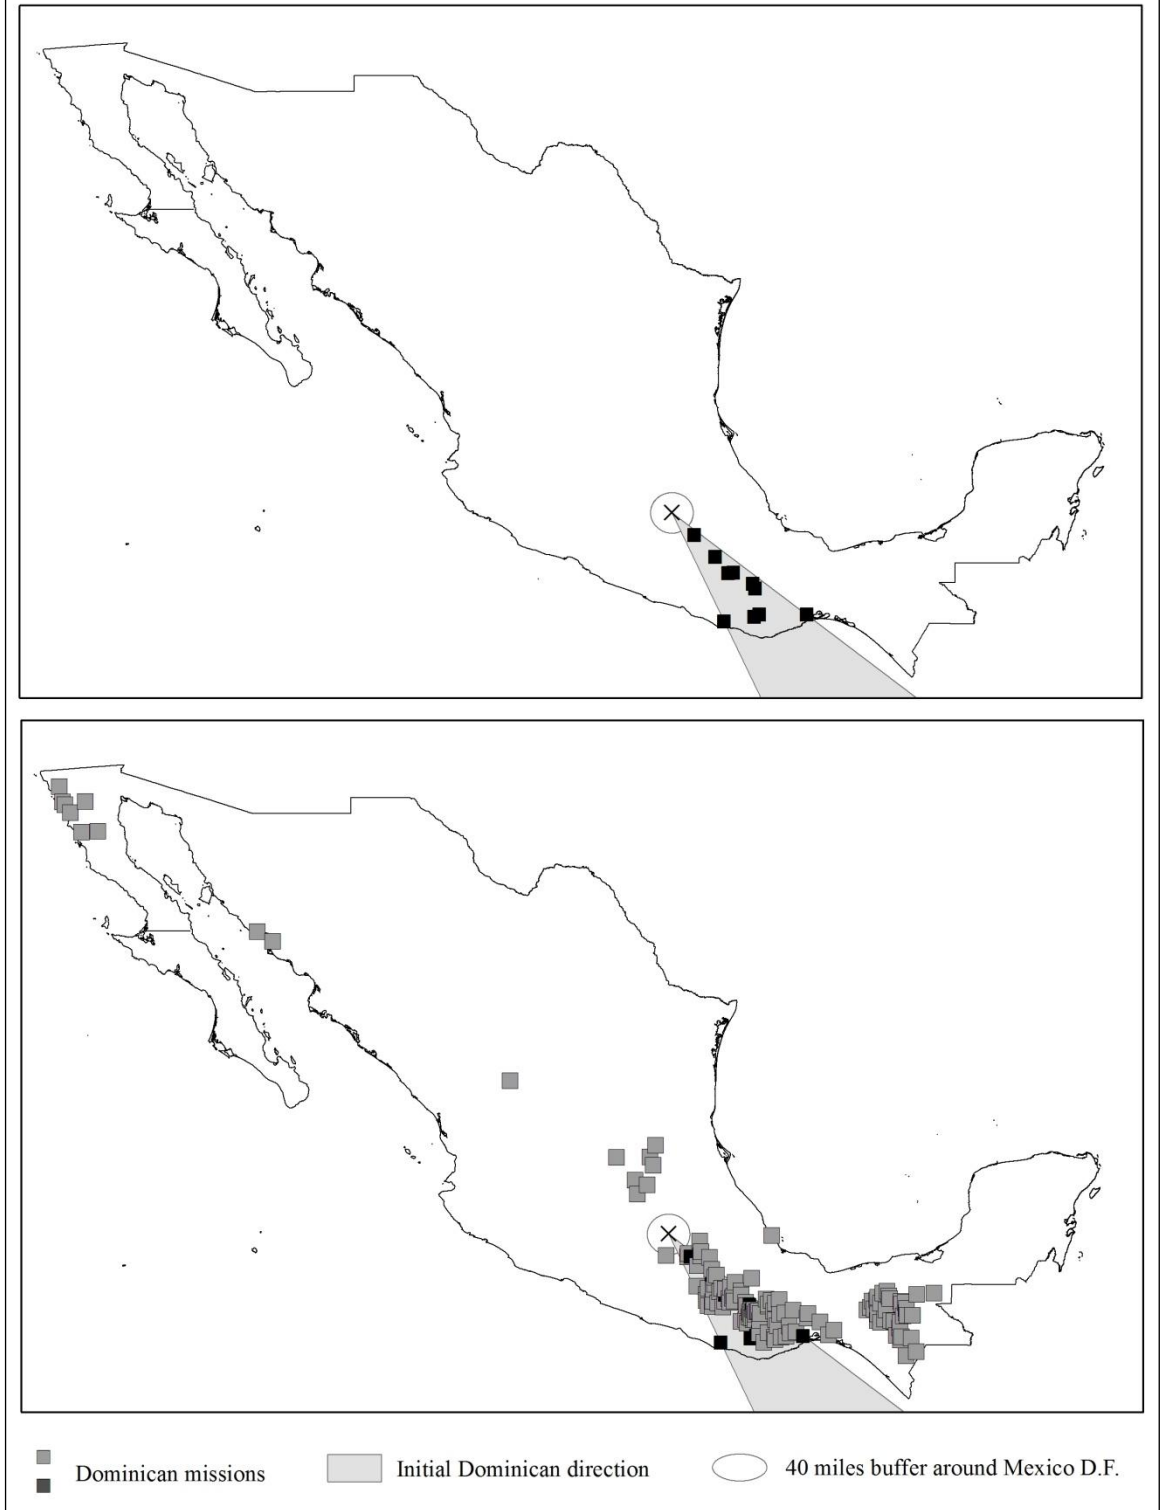 Dominican missions
Initial Dominican direction
40 miles buffer around Mexico D.F.